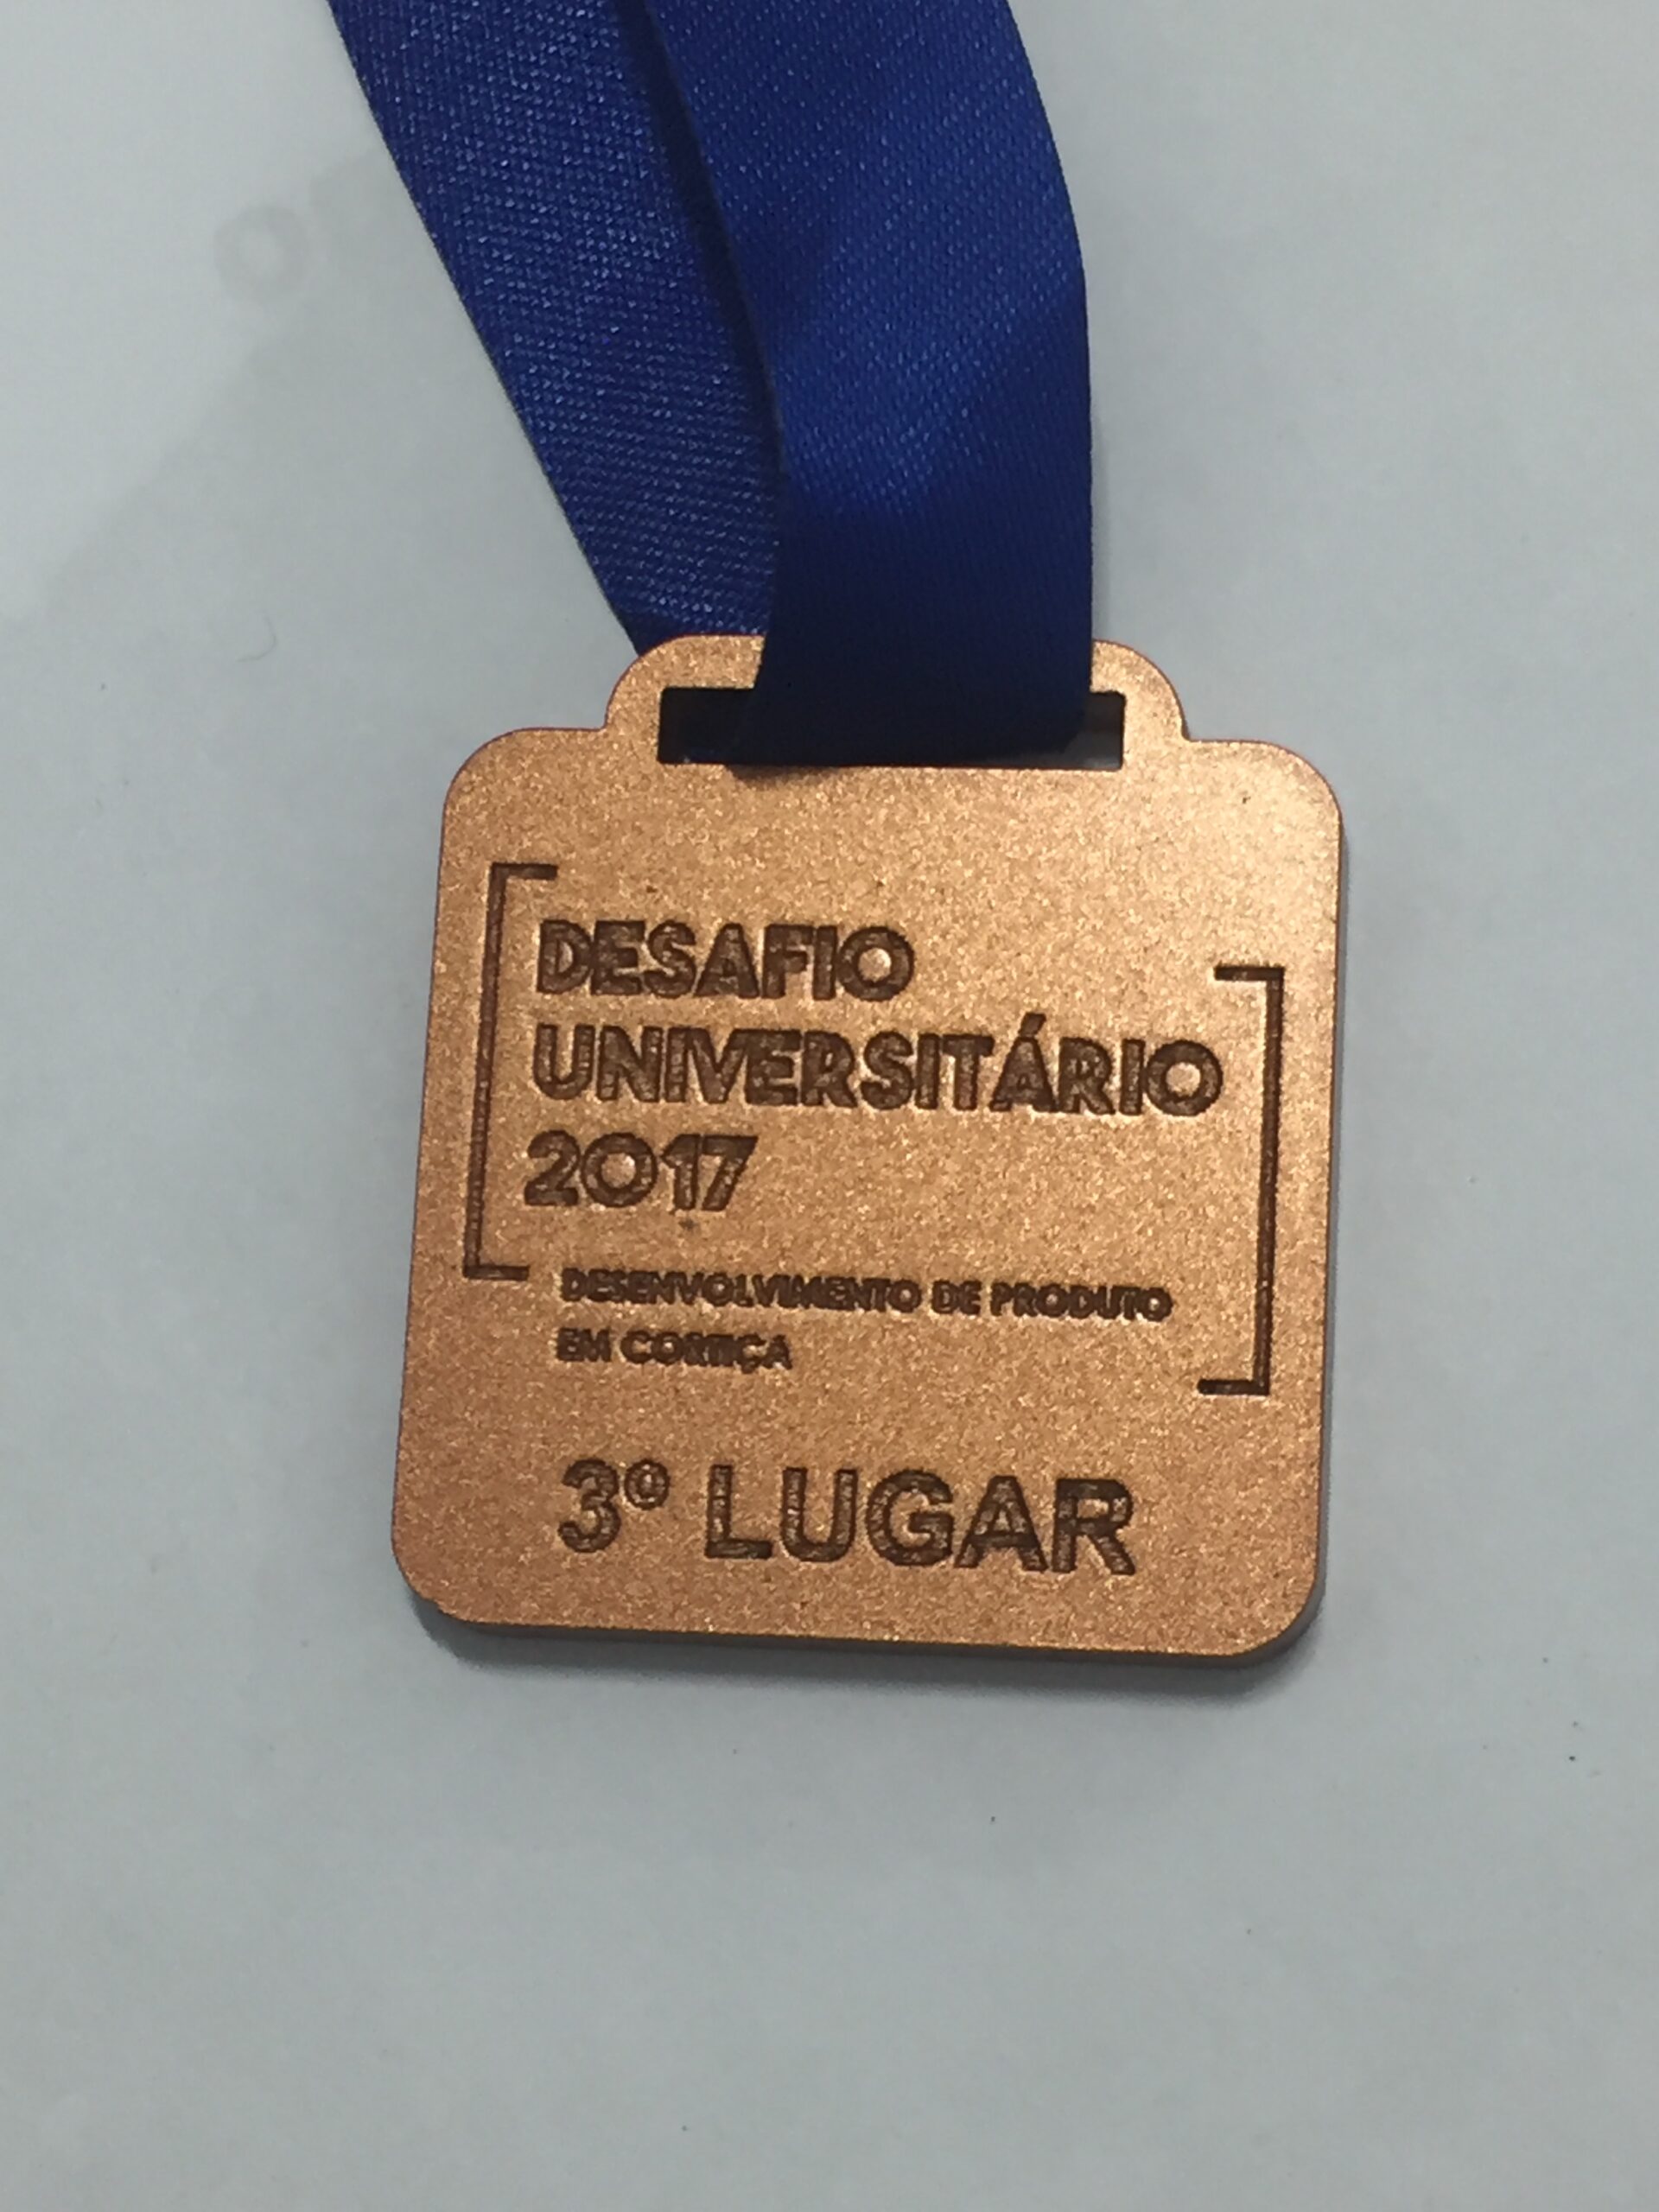 DESAFIO
UNIVERSITÁRIO
2017
DESENVOLVIMENTO DE PRODUTO
EM CORTIÇA
3º LUGAR